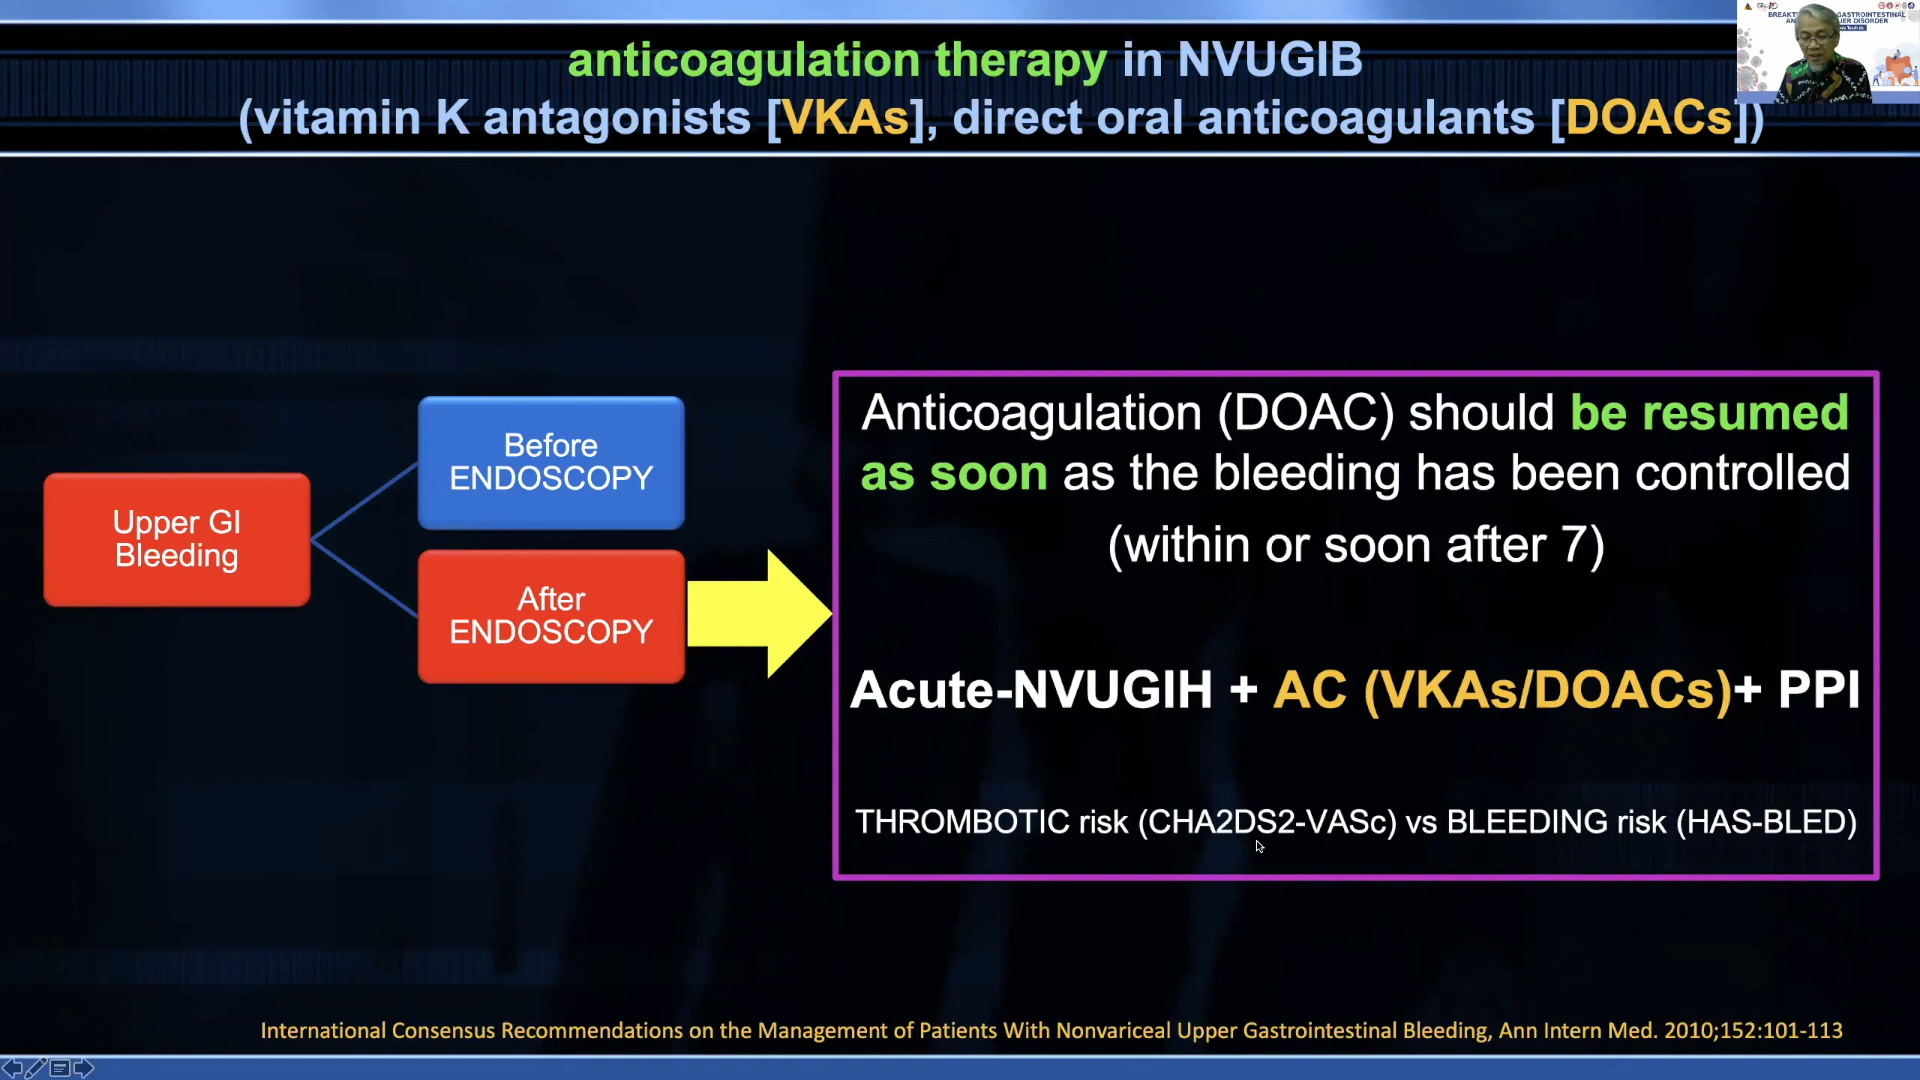 anticoagulation therapy in NVUGIB
(vitamin K antagonists [VKAs], direct oral anticoagulants [DOACs])
Upper GI
Bleeding
Before
ENDOSCOPY
After
ENDOSCOPY
Anticoagulation (DOAC) should be resumed
as soon as the bleeding has been controlled
(within or soon after 7)
Acute-NVUGIH + AC (VKAs/DOACs)+ PPI
THROMBOTIC risk (CHA2DS2-VASc) vs BLEEDING risk (HAS-BLED)
International Consensus Recommendations on the Management of Patients With Nonvariceal Upper Gastrointestinal Bleeding, Ann Intern Med. 2010;152:101-113